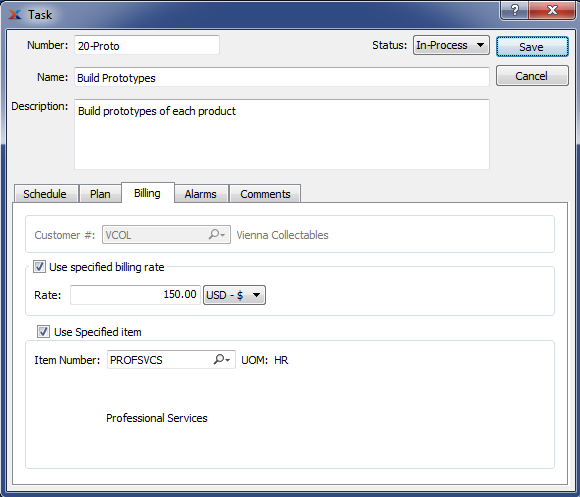 Task
Number: 20-Proto Status: In-Process Save
Name: Build Prototypes Cancel
Description: Build prototypes of each product
Schedule Plan Billing Alarms Comments
Customer #: VCOL Vienna Collectables
Use specified billing rate
Rate: 150.00 USD - $
Use Specified item
Item Number: PROFSVCS UOM: HR
Professional Services